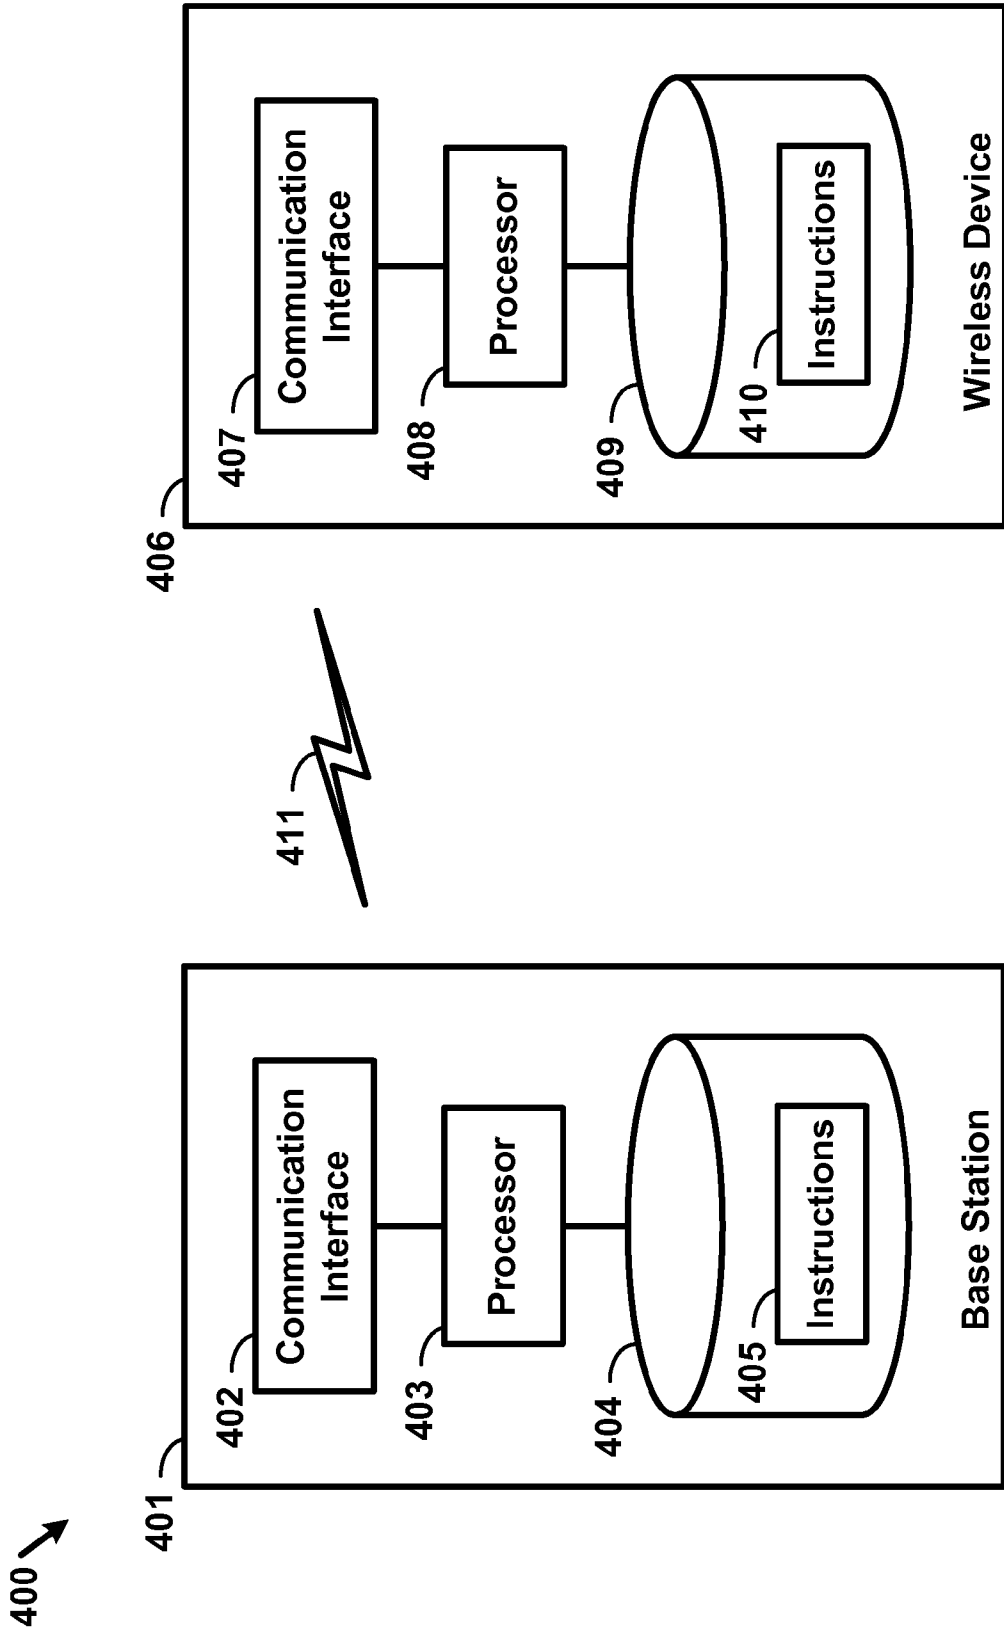 400
401
402
Communication
Interface
403
Processor
404
405
Instructions
Base Station
411
406
407
Communication
Interface
408
Processor
409
410
Instructions
Wireless Device